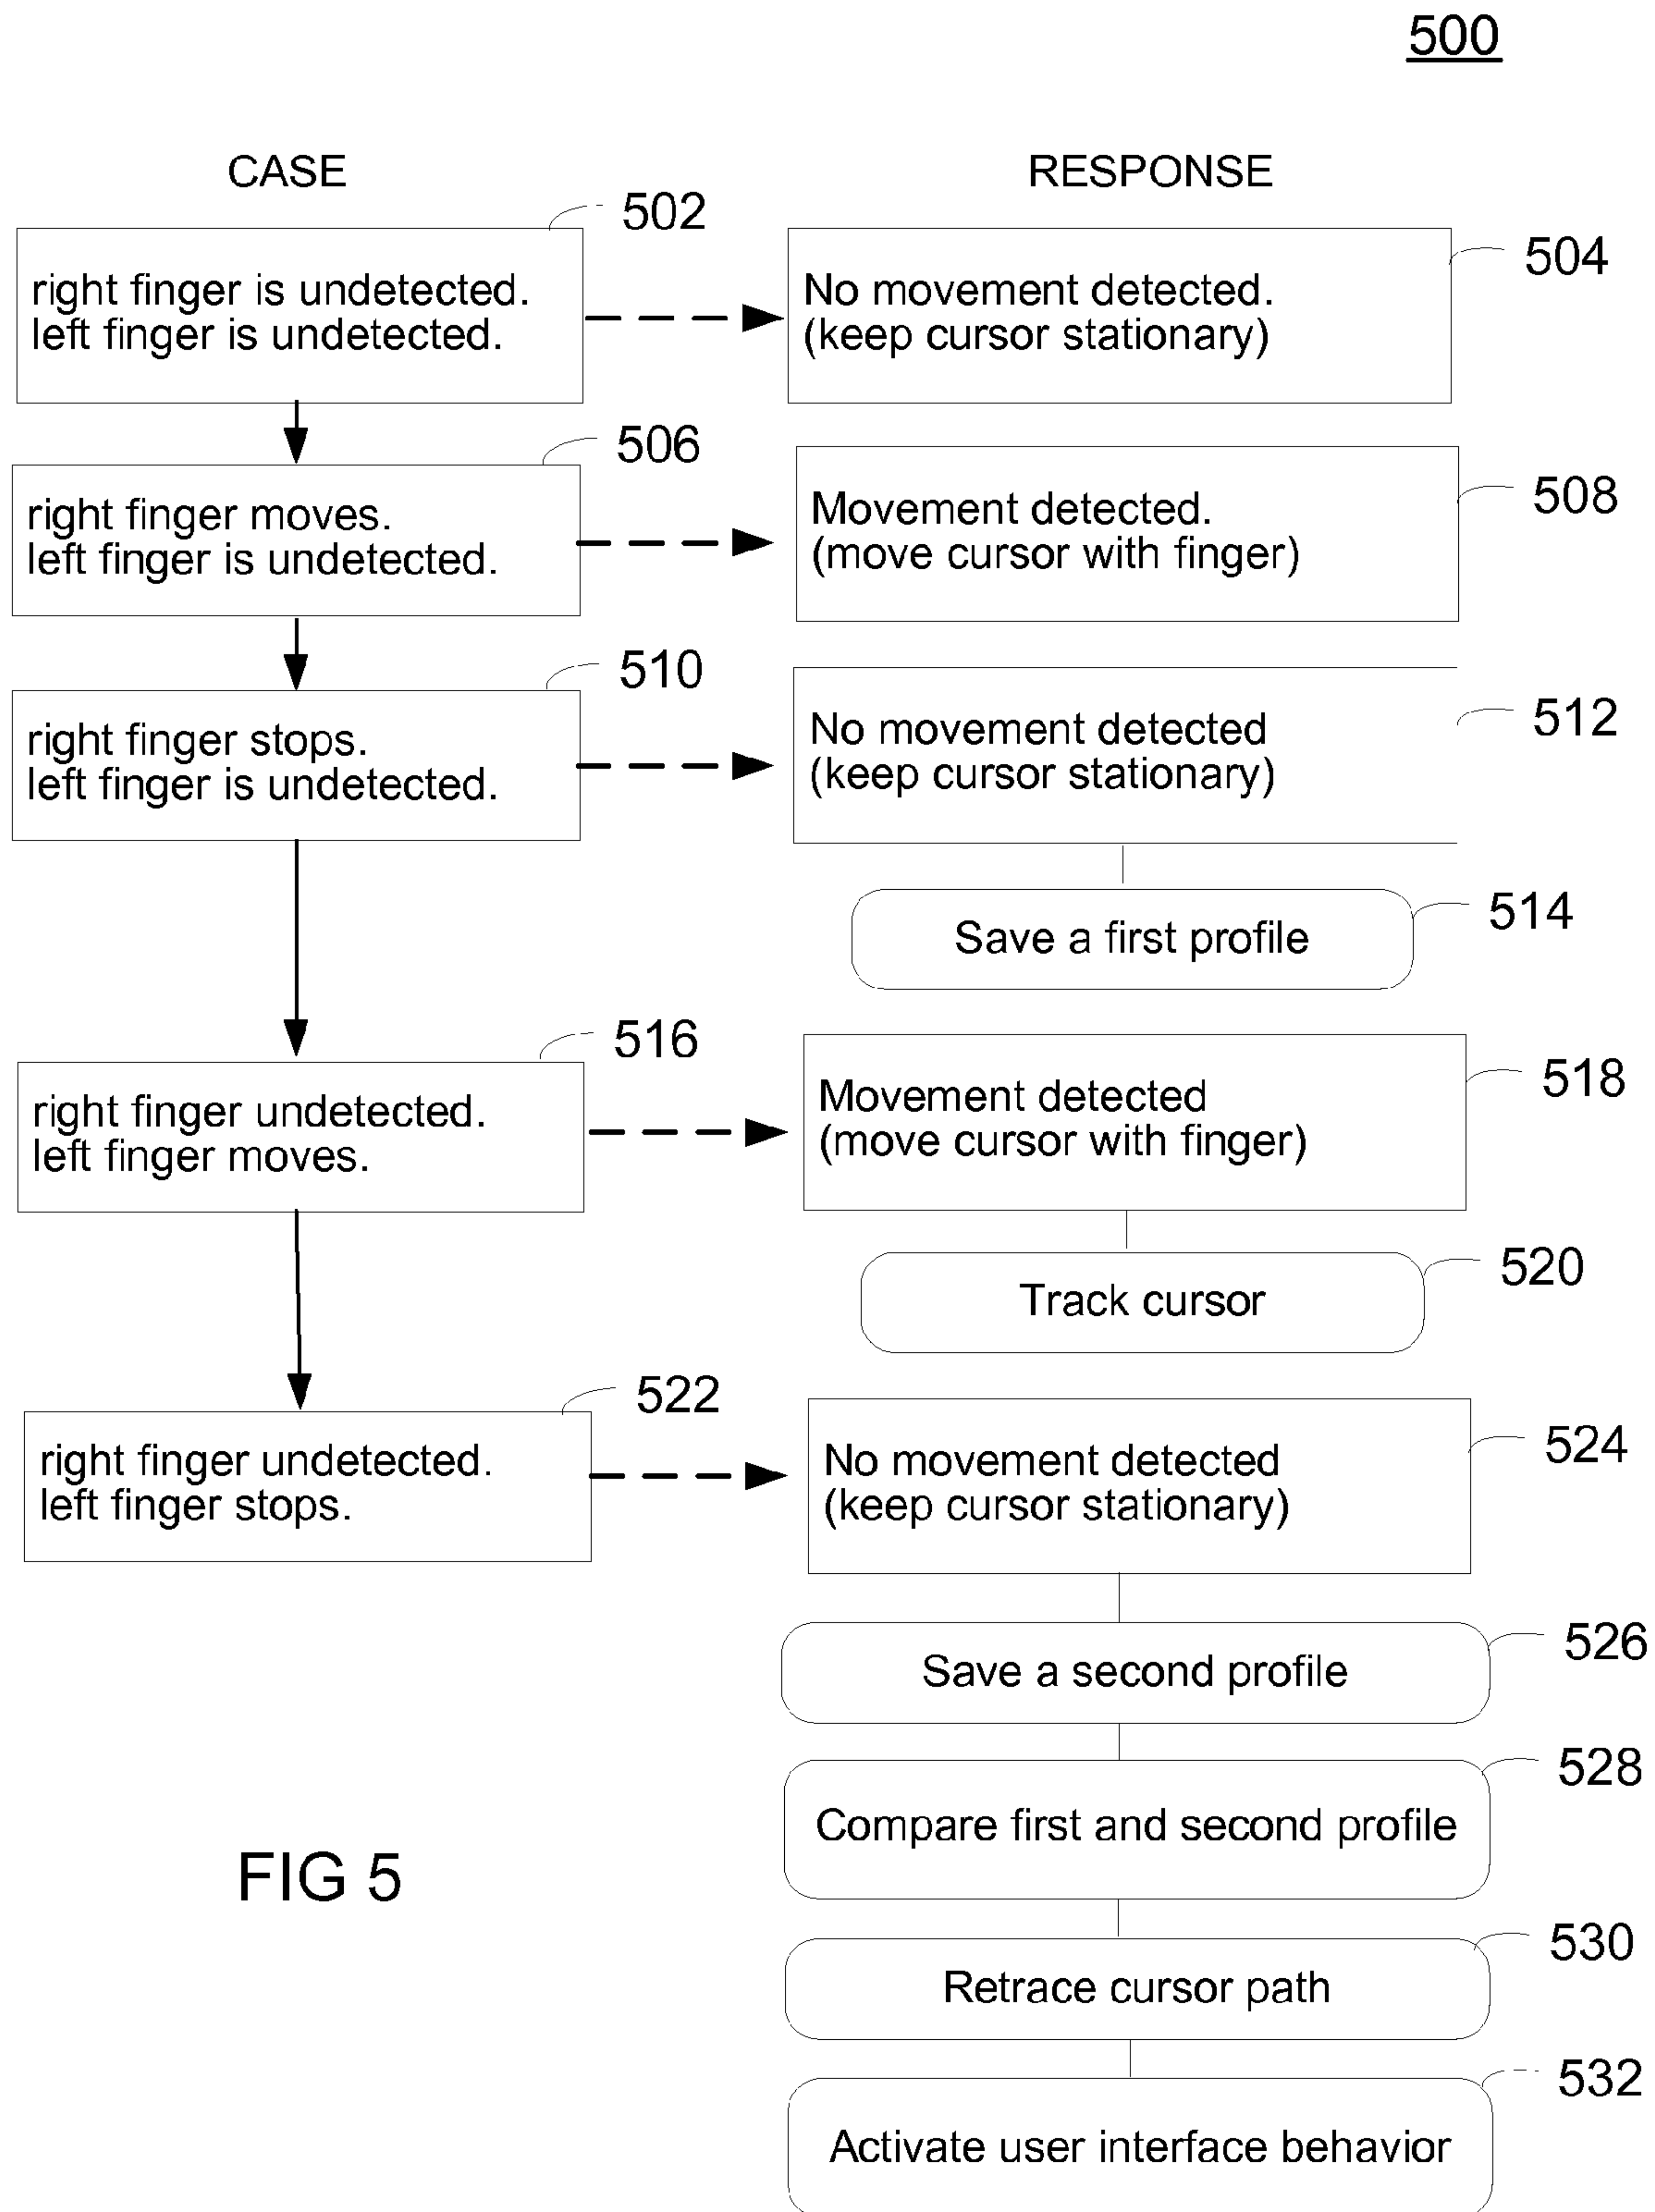 500
CASE
RESPONSE
502
right finger is undetected.
left finger is undetected.
504
No movement detected.
(keep cursor stationary)
506
right finger moves.
left finger is undetected.
508
Movement detected.
(move cursor with finger)
510
right finger stops.
left finger is undetected.
512
No movement detected
(keep cursor stationary)
514
Save a first profile
516
right finger undetected.
left finger moves.
518
Movement detected
(move cursor with finger)
520
Track cursor
522
right finger undetected.
left finger stops.
524
No movement detected
(keep cursor stationary)
526
Save a second profile
528
Compare first and second profile
530
Retrace cursor path
532
Activate user interface behavior
FIG 5